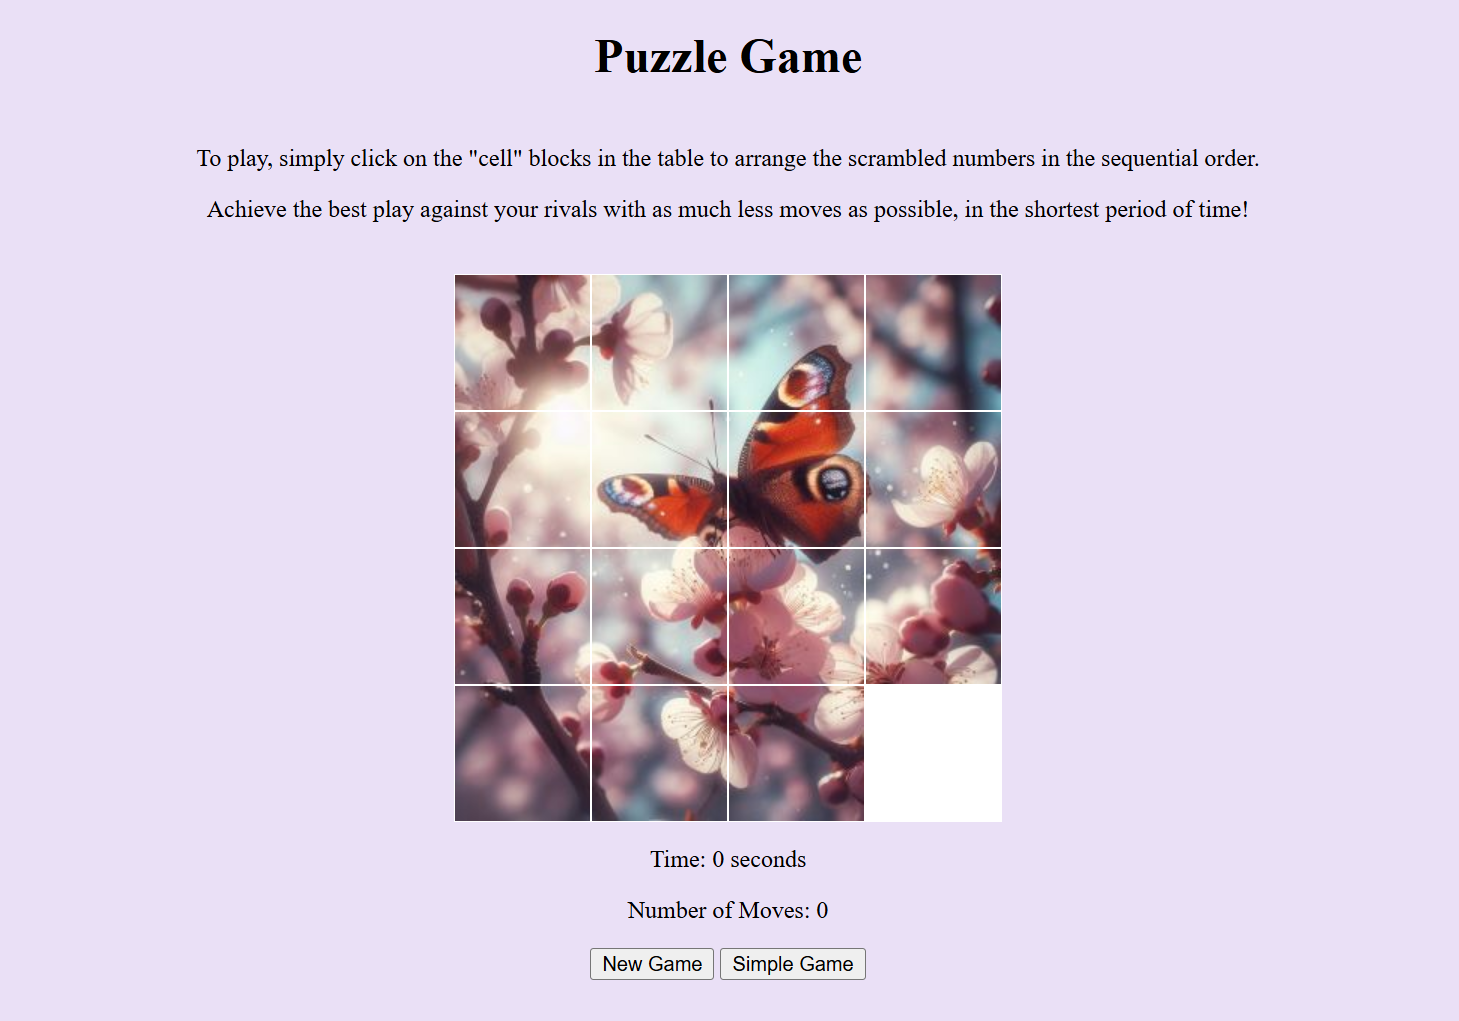 Puzzle Game
To play, simply click on the "cell" blocks in the table to arrange the scrambled numbers in the sequential order.
Achieve the best play against your rivals with as much less moves as possible, in the shortest period of time!
Time: 0 seconds
Number of Moves: 0
New Game Simple Game